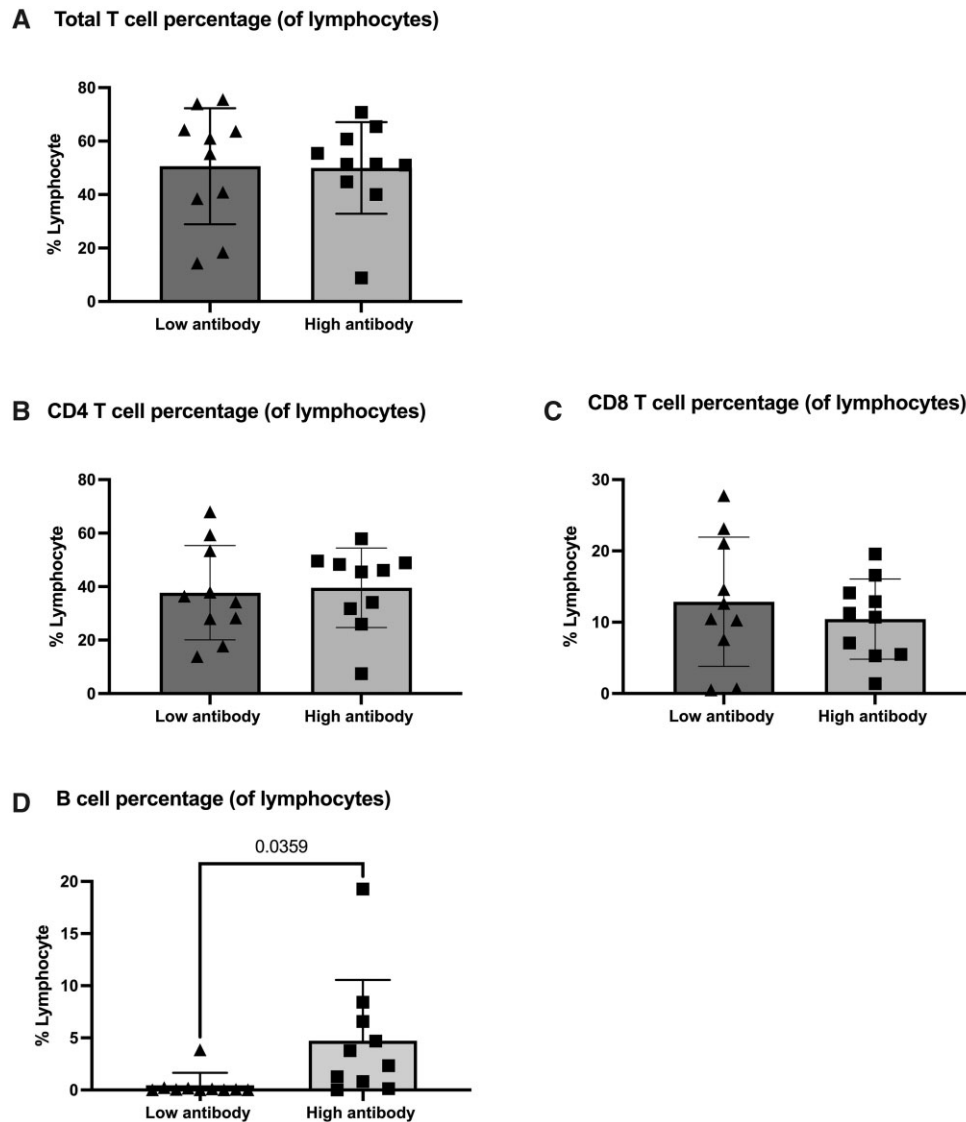 A Total T cell percentage (of lymphocytes)
% Lymphocyte
80
60
40
20
0
Low antibody High antibody
B CD4 T cell percentage (of lymphocytes)
% Lymphocyte
80
60
40
20
0
Low antibody High antibody
C CD8 T cell percentage (of lymphocytes)
% Lymphocyte
30
20
10
0
Low antibody High antibody
D B cell percentage (of lymphocytes)
0.0359
% Lymphocyte
20
15
10
5
0
Low antibody High antibody